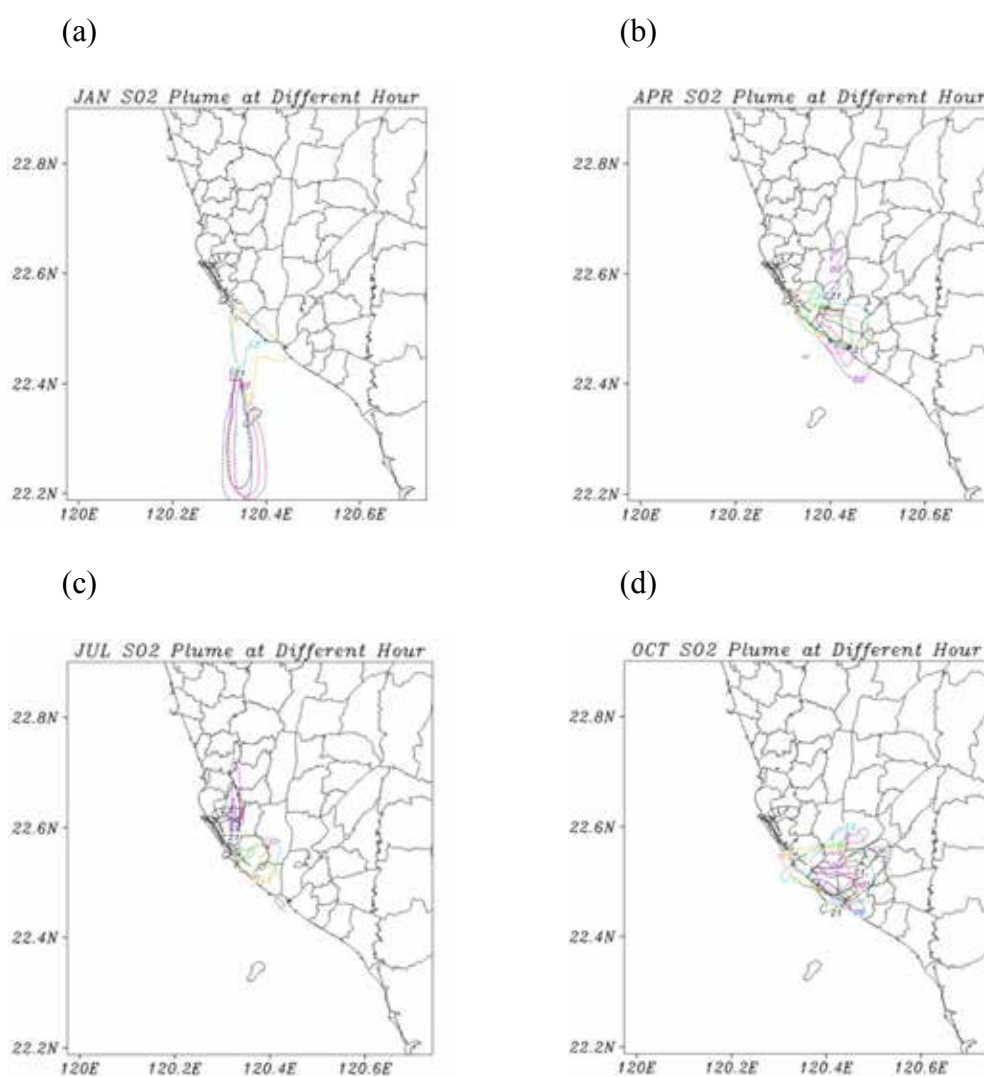 (a)
(b)
JAN SO2 Plume at Different Hour
APR SO2 Plume at Different Hour
22.8N
22.8N
22.6N
22.6N
22.4N
22.4N
22.2N
22.2N
120E 120.2E 120.4E 120.6E
120E 120.2E 120.4E 120.6E
(c)
(d)
JUL SO2 Plume at Different Hour
OCT SO2 Plume at Different Hour
22.8N
22.8N
22.6N
22.6N
22.4N
21
22.4N
22.2N
22.2N
120E 120.2E 120.4E 120.6E
120E 120.2E 120.4E 120.6E